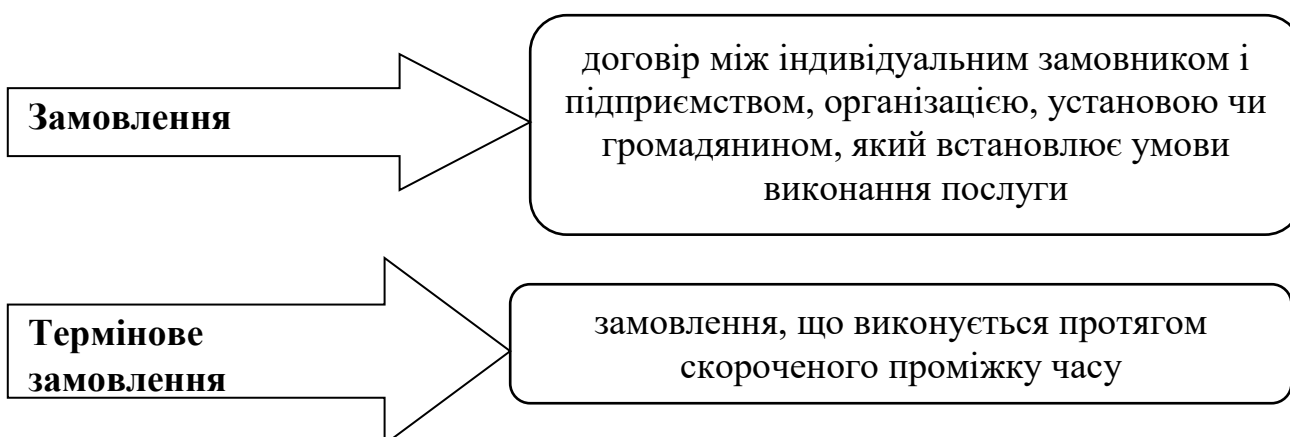 Замовлення
договір між індивідуальним замовником і
підприємством, організацією, установою чи
громадянином, який встановлює умови
виконання послуги
Термінове
замовлення
замовлення, що виконується протягом
скороченого проміжку часу